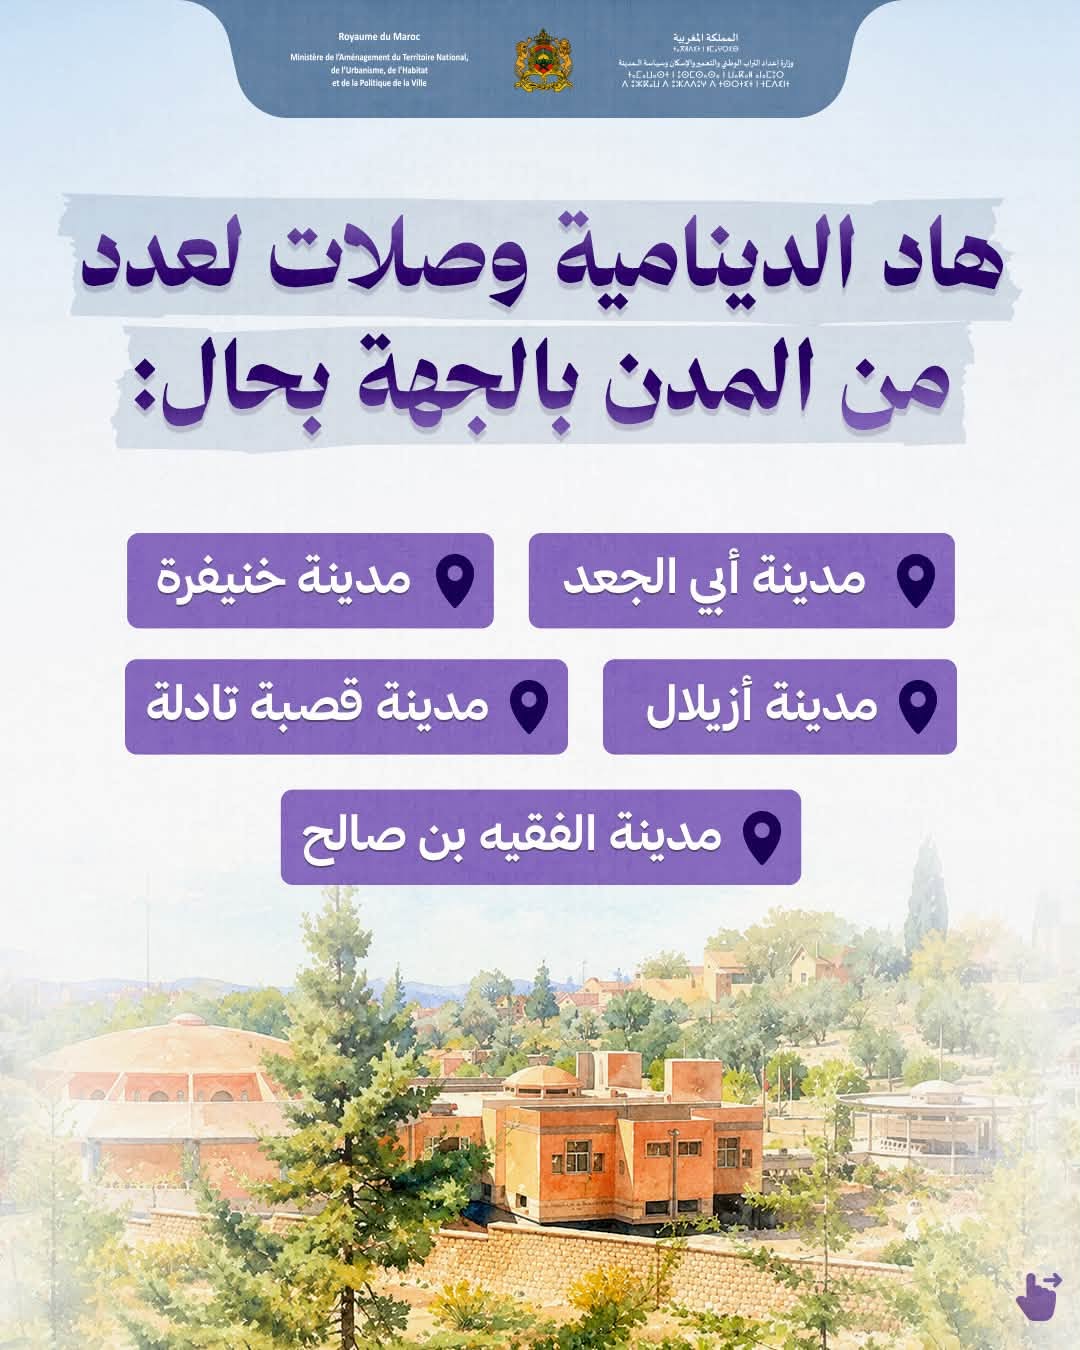 Royaume du Maroc
Ministère de l'Aménagement du Territoire National,
de l'Urbanisme, de l'Habitat
et de la Politique de la Ville
المملكة المغربية
ⵜⴰⴳⵍⴷⵉⵜ ⵏ ⵍⵎⵖⵔⵉⴱ
وزارة إعداد التراب الوطني والتعمير والإسكان وسياسة المدينة
هاد الدينامية وصلات لعدد
من المدن بالجهة بحال:
مدينة أبي الجعد
مدينة خنيفرة
مدينة أزيلال
مدينة قصبة تادلة
مدينة الفقيه بن صالح